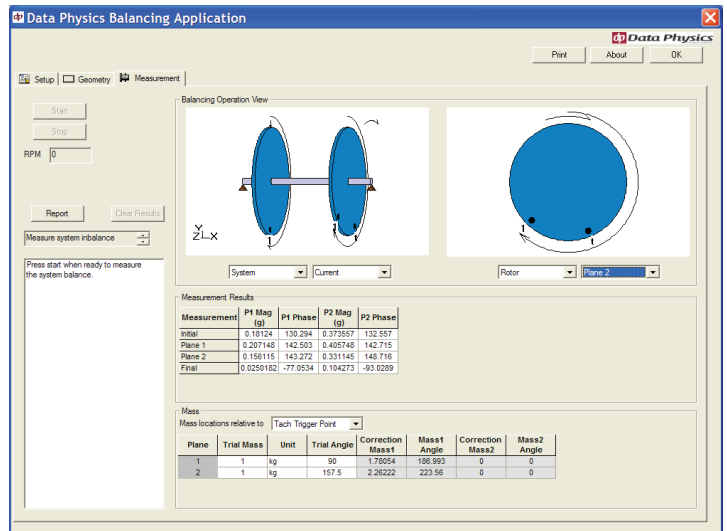 dp Data Physics Balancing Application
dp Data Physics
Print About OK
Setup Geometry Measurement
Start
Stop
RPM 0
Report Clear Results
Measure system inbalance
Press start when ready to measure
the system balance.
Balancing Operation View
1
1 t
Y
Z X
1
t
System Current Rotor Plane 2
Measurement Results
Measurement P1 Mag (g) P1 Phase P2 Mag (g) P2 Phase
Initial 0.18124 130.294 0.373557 132.557
Plane 1 0.207148 142.503 0.405748 142.715
Plane 2 0.156115 143.272 0.331145 148.716
Final 0.0250182 -77.0534 0.104273 -93.0289
Mass
Mass locations relative to Tach Trigger Point
Plane Trial Mass Unit Trial Angle Correction Mass1 Mass1 Angle Correction Mass2 Mass2 Angle
1 1 kg 90 1.78054 186.993 0 0
2 1 kg 157.5 2.26222 223.56 0 0